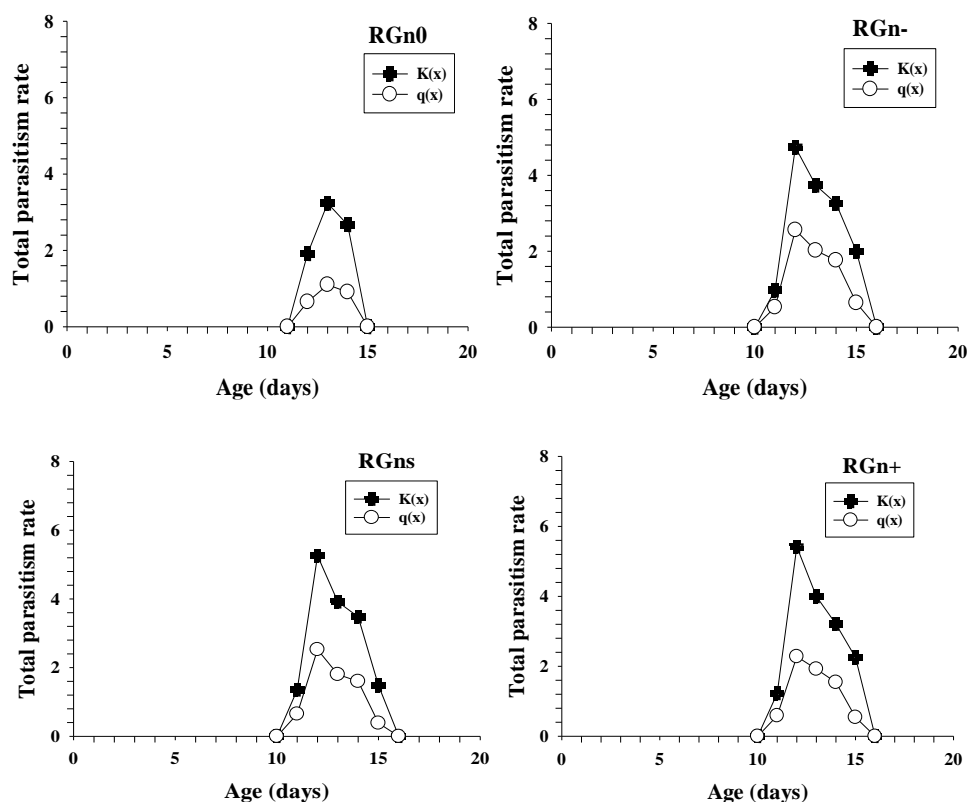 RGn0
K(x)
q(x)
Total parasitism rate
8
6
4
2
0
0 5 10 15 20
Age (days)
RGn-
K(x)
q(x)
Total parasitism rate
8
6
4
2
0
0 5 10 15 20
Age (days)
RGns
K(x)
q(x)
Total parasitism rate
8
6
4
2
0
0 5 10 15 20
Age (days)
RGn+
K(x)
q(x)
Total parasitism rate
8
6
4
2
0
0 5 10 15 20
Age (days)